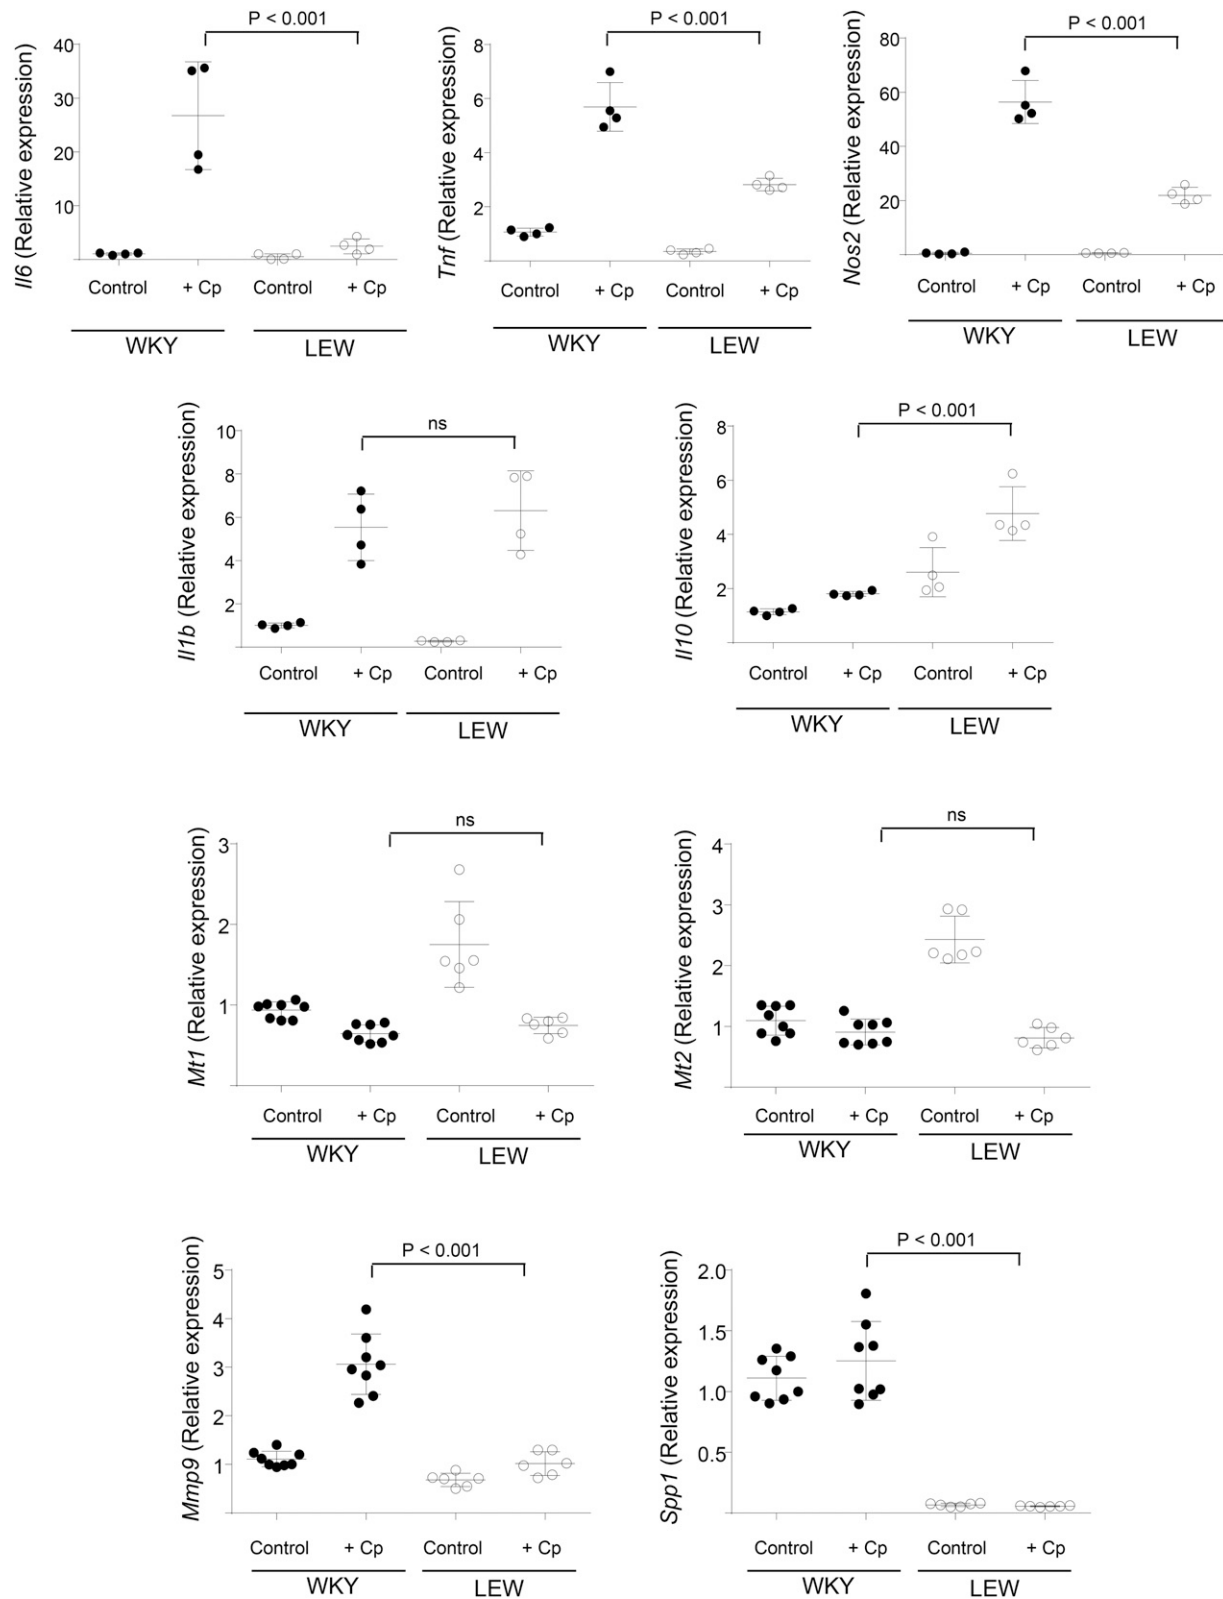 P < 0.001
Il6 (Relative expression)
40
30
20
10
Control + Cp Control + Cp
WKY LEW
P < 0.001
Tnf (Relative expression)
8
6
4
2
Control + Cp Control + Cp
WKY LEW
P < 0.001
Nos2 (Relative expression)
80
60
40
20
Control + Cp Control + Cp
WKY LEW
ns
Il1b (Relative expression)
10
8
6
4
2
Control + Cp Control + Cp
WKY LEW
P < 0.001
Il10 (Relative expression)
8
6
4
2
Control + Cp Control + Cp
WKY LEW
ns
Mt1 (Relative expression)
3
2
1
Control + Cp Control + Cp
WKY LEW
ns
Mt2 (Relative expression)
4
3
2
1
Control + Cp Control + Cp
WKY LEW
P < 0.001
Mmp9 (Relative expression)
5
4
3
2
1
Control + Cp Control + Cp
WKY LEW
P < 0.001
Spp1 (Relative expression)
2.0
1.5
1.0
0.5
Control + Cp Control + Cp
WKY LEW